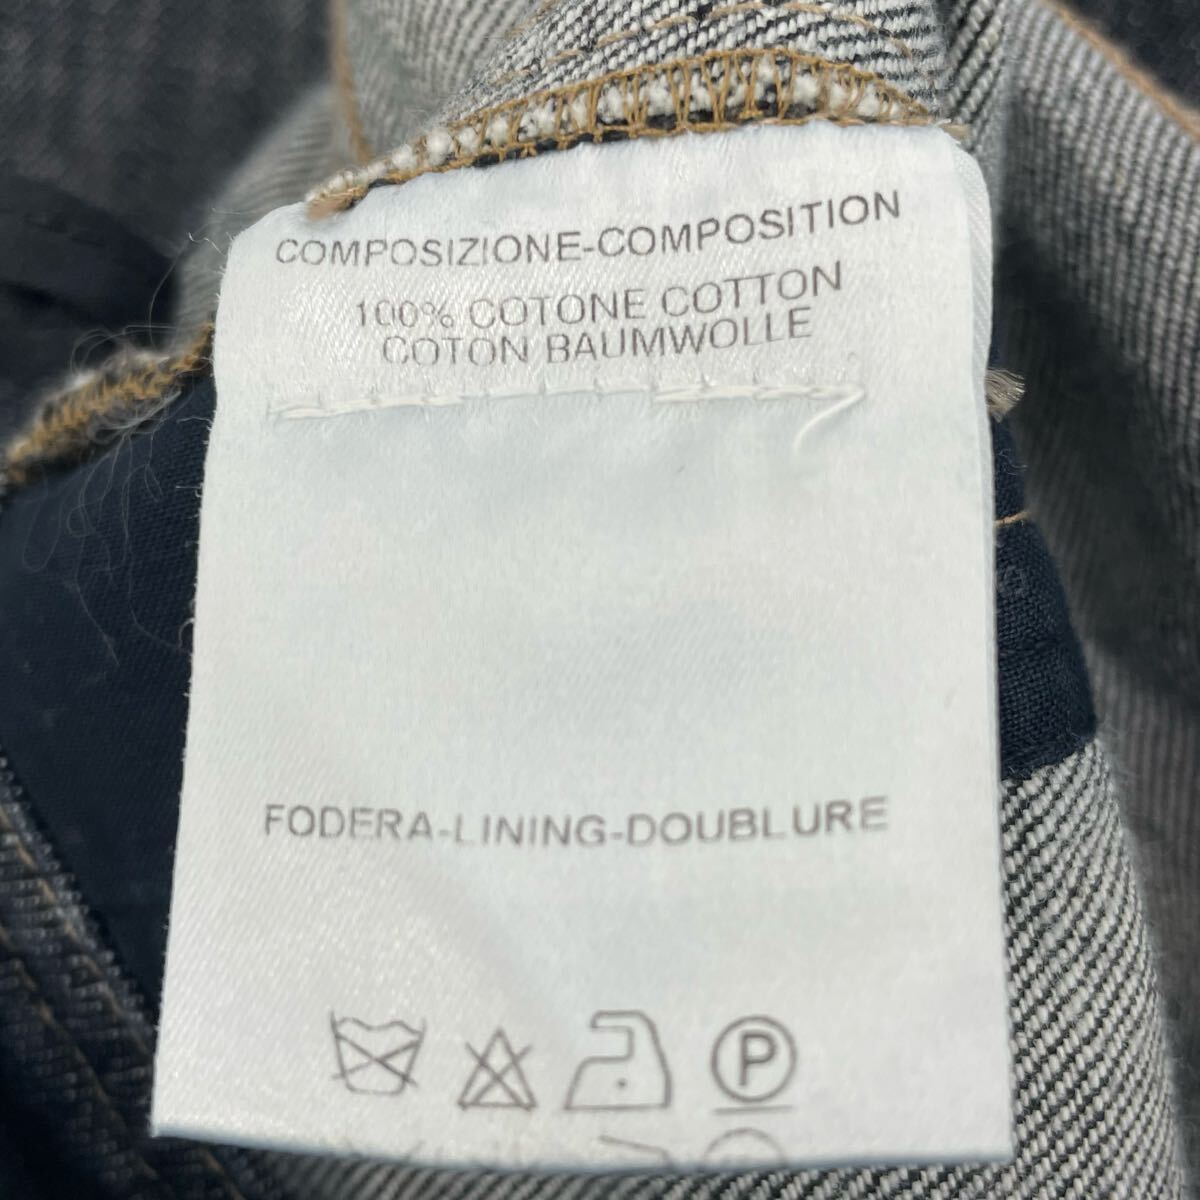 COMPOSIZIONE-COMPOSITION
100% COTONE COTTON
COTON BAUMWOLLE
FODERA-LINING-DOUBLURE
P